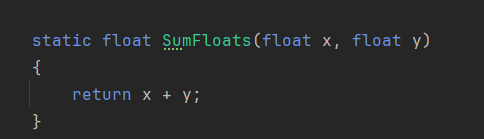 static float SumFloats(float x, float y)
{
    return x + y;
}